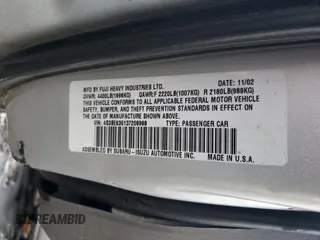 MFD BY FUJI HEAVY INDUSTRIES LTD. DATE: 11/02
GVWR: 4400LB(1996KG) GAWR:F 2220LB(1007KG) R 2180LB(989KG)
THIS VEHICLE CONFORMS TO ALL APPLICABLE FEDERAL MOTOR VEHICLE
SAFETY, BUMPER, AND THEFT PREVENTION STANDARDS IN EFFECT ON
THE DATE OF MANUFACTURE SHOWN ABOVE.
VIN: TYPE: PASSENGER CAR
ASSEMBLED BY SUBARU-ISUZU AUTOMOTIVE INC. MADE IN U.S.A.
DREAMBID